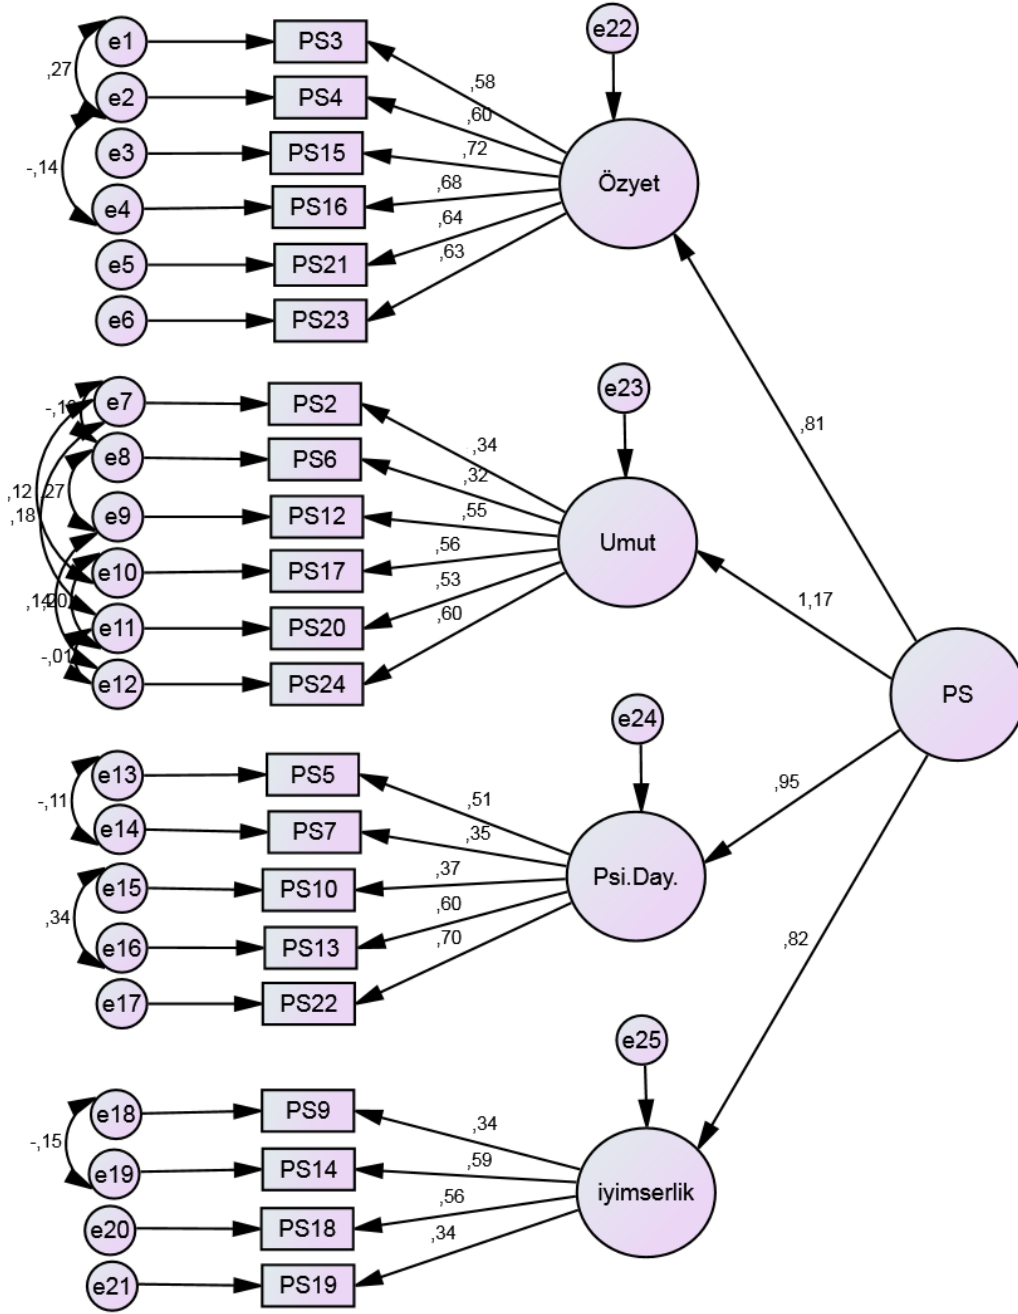 e1
PS3
e22
,27
,58
e2
PS4
,60
e3
PS15
,72
Özyet
-,14
e4
PS16
,68
e5
PS21
,64
e6
PS23
,63
e7
PS2
e23
,34
e8
PS6
,32
,12
,27
,18
e9
PS12
,55
Umut
e10
PS17
,56
,14
,20
e11
PS20
,53
-,01
e12
PS24
,60
,81
1,17
PS
,95
,82
e13
PS5
e24
-,11
,51
e14
PS7
,35
e15
PS10
,37
Psi.Day.
,34
e16
PS13
,60
e17
PS22
,70
e25
e18
PS9
,34
-,15
e19
PS14
,59
iyimserlik
e20
PS18
,56
e21
PS19
,34